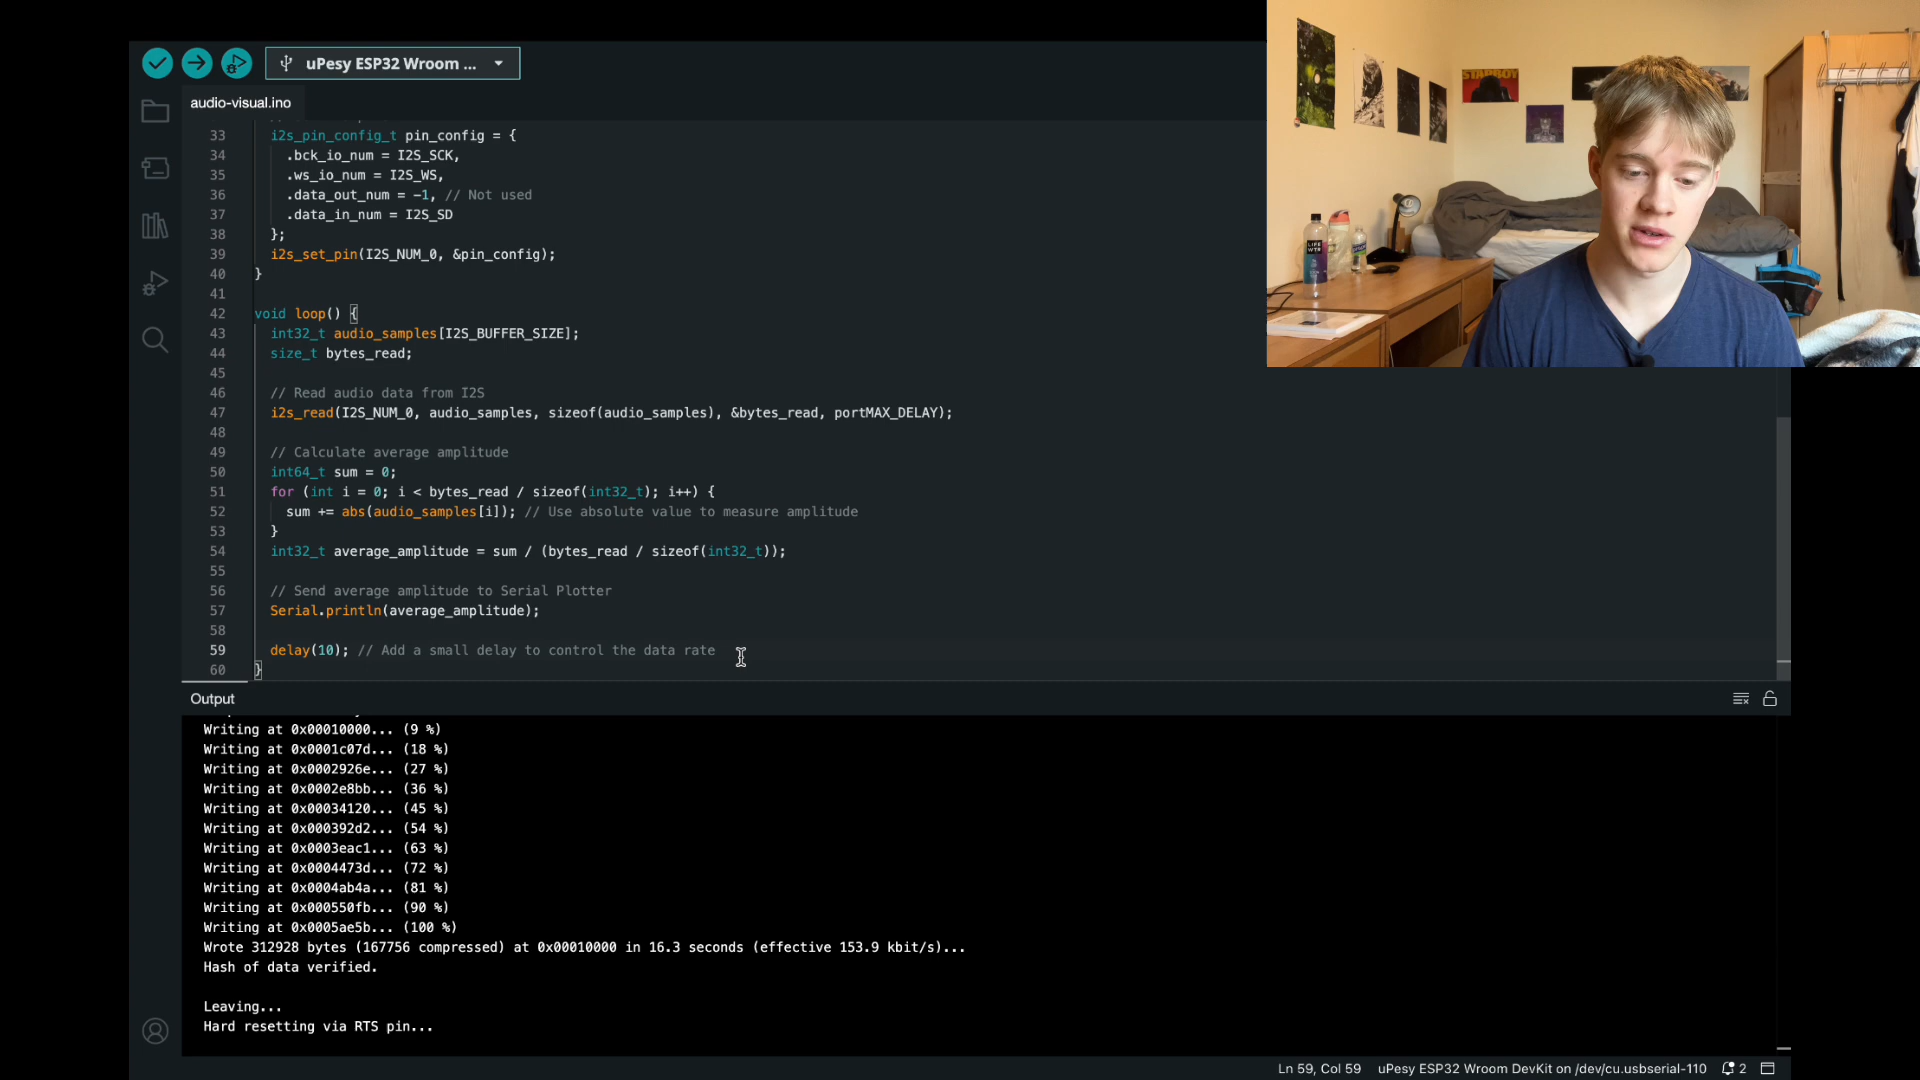 uPesy ESP32 Wroom ...
audio-visual.ino
33 i2s_pin_config_t pin_config = {
34 .bck_io_num = I2S_SCK,
35 .ws_io_num = I2S_WS,
36 .data_out_num = -1, // Not used
37 .data_in_num = I2S_SD
38 };
39 i2s_set_pin(I2S_NUM_0, &pin_config);
40 }
41
42 void loop() {
43 int32_t audio_samples[I2S_BUFFER_SIZE];
44 size_t bytes_read;
45
46 // Read audio data from I2S
47 i2s_read(I2S_NUM_0, audio_samples, sizeof(audio_samples), &bytes_read, portMAX_DELAY);
48
49 // Calculate average amplitude
50 int64_t sum = 0;
51 for (int i = 0; i < bytes_read / sizeof(int32_t); i++) {
52 sum += abs(audio_samples[i]); // Use absolute value to measure amplitude
53 }
54 int32_t average_amplitude = sum / (bytes_read / sizeof(int32_t));
55
56 // Send average amplitude to Serial Plotter
57 Serial.println(average_amplitude);
58
59 delay(10); // Add a small delay to control the data rate
60 }
Output
Writing at 0x00010000... (9 %)
Writing at 0x0001c07d... (18 %)
Writing at 0x0002926e... (27 %)
Writing at 0x0002e8bb... (36 %)
Writing at 0x00034120... (45 %)
Writing at 0x000392d2... (54 %)
Writing at 0x0003eac1... (63 %)
Writing at 0x0004473d... (72 %)
Writing at 0x0004ab4a... (81 %)
Writing at 0x000550fb... (90 %)
Writing at 0x0005ae5b... (100 %)
Wrote 312928 bytes (167756 compressed) at 0x00010000 in 16.3 seconds (effective 153.9 kbit/s)...
Hash of data verified.
Leaving...
Hard resetting via RTS pin...
Ln 59, Col 59 uPesy ESP32 Wroom DevKit on /dev/cu.usbserial-110 2
STARBOY
LIFE
WTR